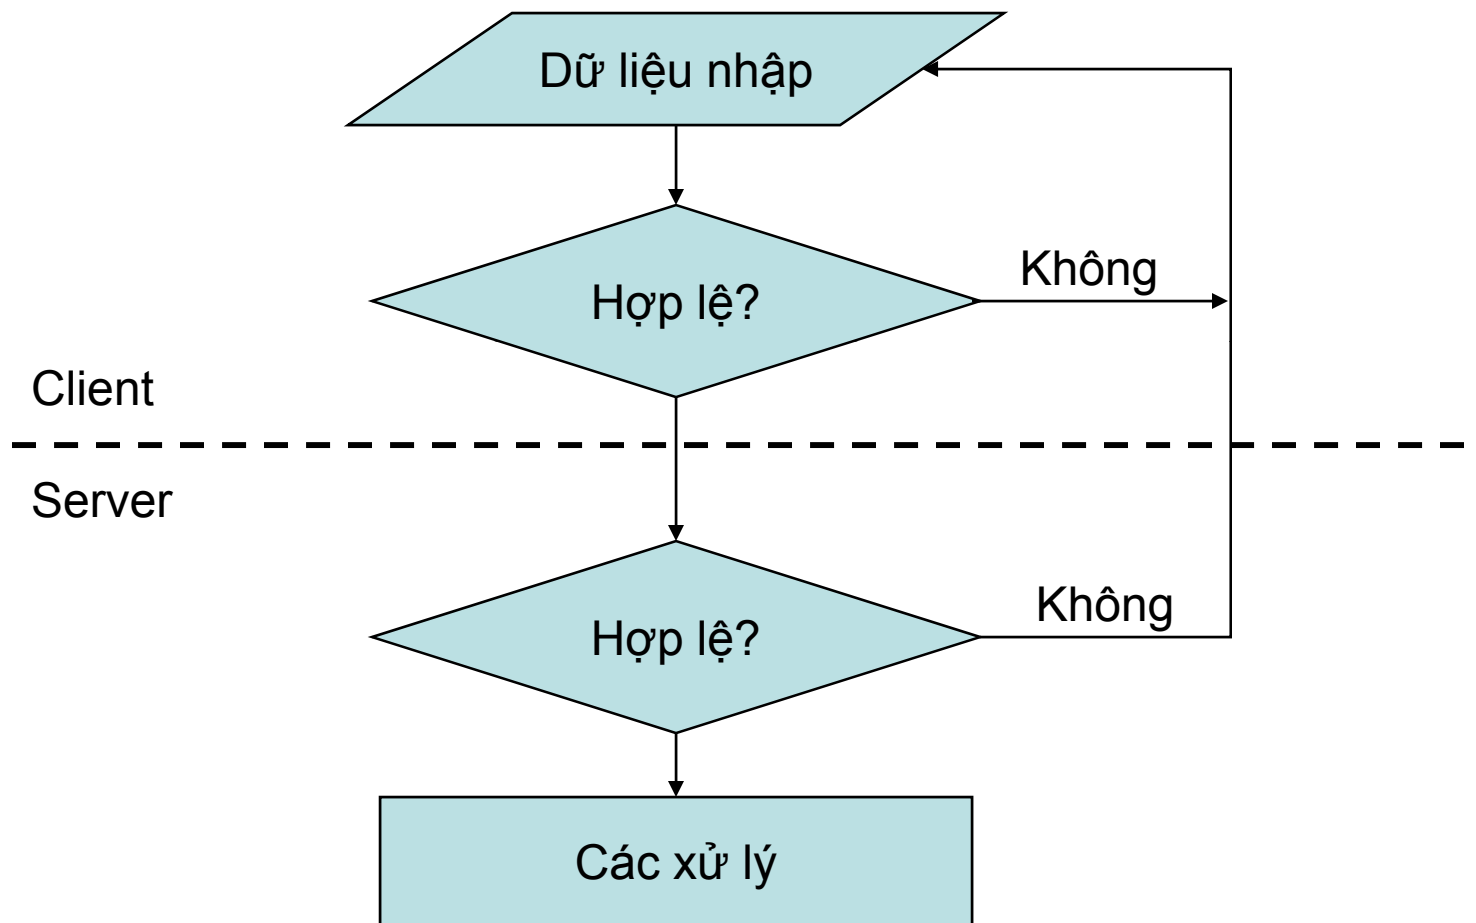 Dữ liệu nhập
Không
Hợp lệ?
Client
Server
Không
Hợp lệ?
Các xử lý